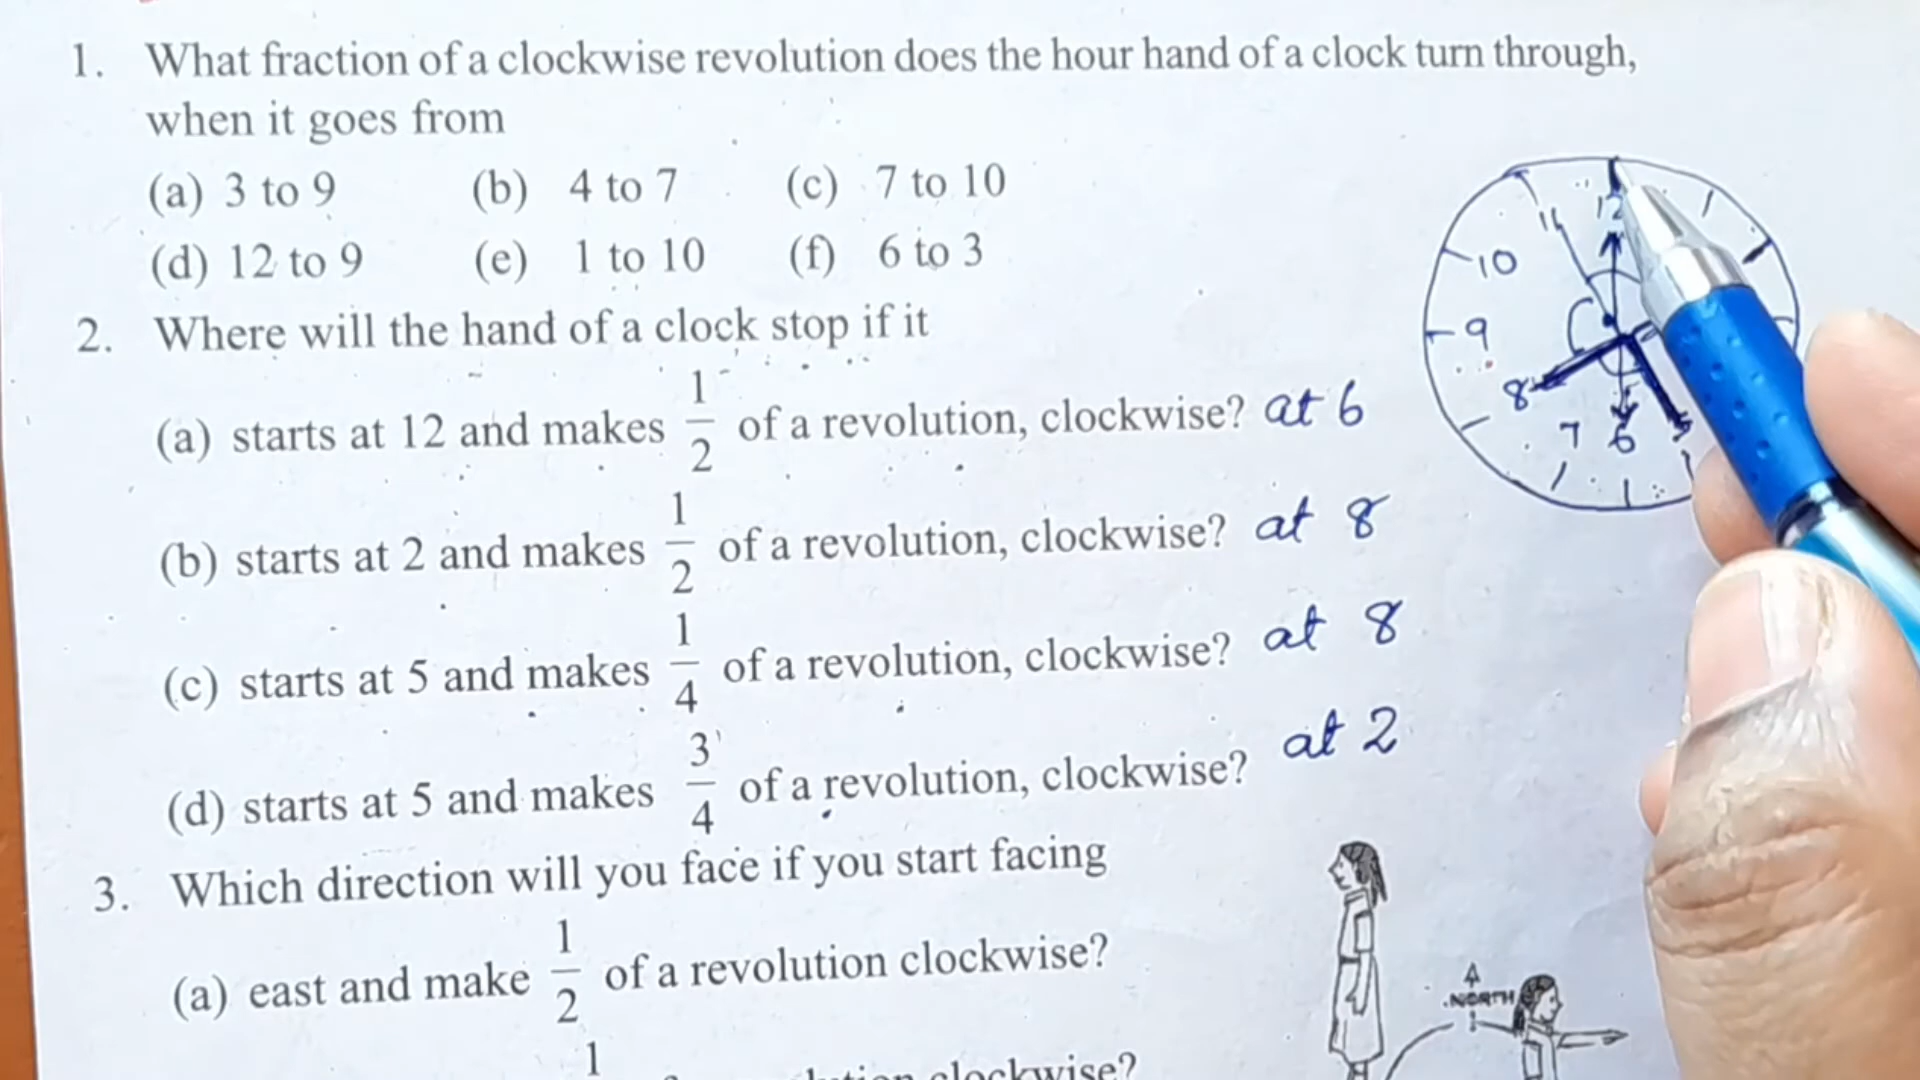 1. What fraction of a clockwise revolution does the hour hand of a clock turn through,
when it goes from
(a) 3 to 9 (b) 4 to 7 (c) 7 to 10
(d) 12 to 9 (e) 1 to 10 (f) 6 to 3
2. Where will the hand of a clock stop if it
(a) starts at 12 and makes 1/2 of a revolution, clockwise? at 6
(b) starts at 2 and makes 1/2 of a revolution, clockwise? at 8
(c) starts at 5 and makes 1/4 of a revolution, clockwise? at 8
(d) starts at 5 and makes 3/4 of a revolution, clockwise? at 2
3. Which direction will you face if you start facing
(a) east and make 1/2 of a revolution clockwise?
1 clockwise?
12
11
10
9
8
7 6
NORTH